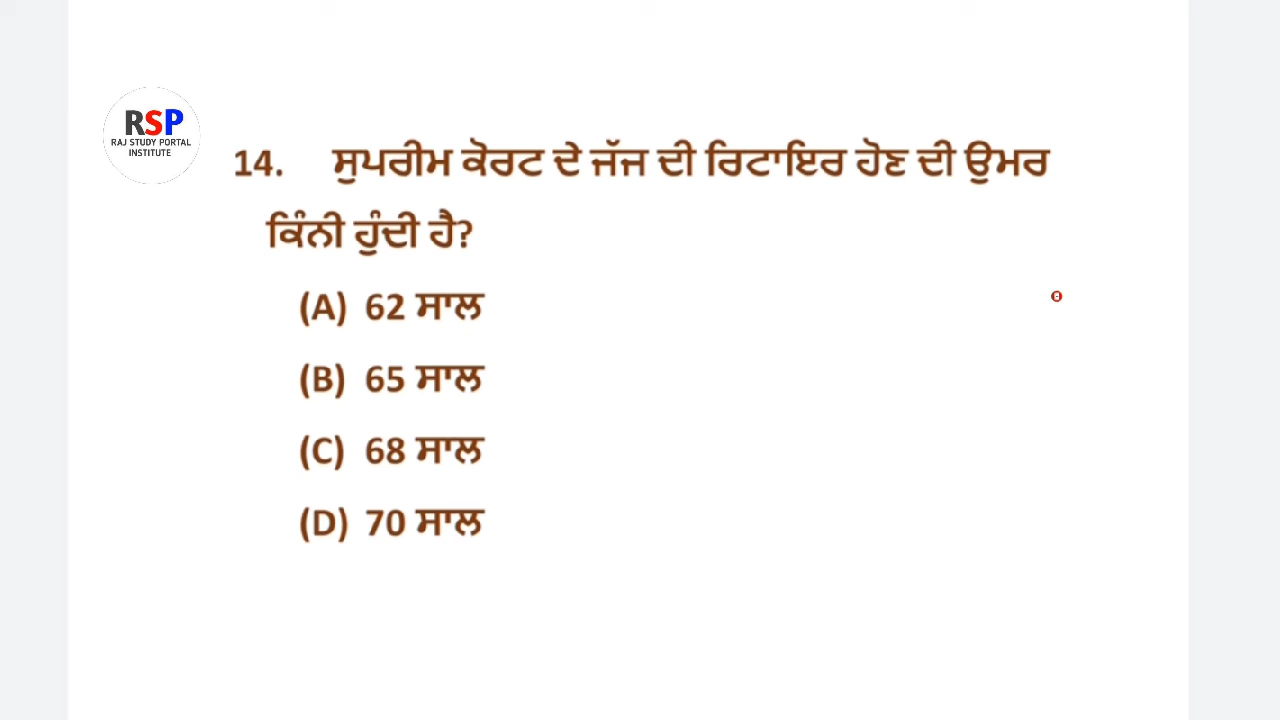 RSP
RAJ STUDY PORTAL
INSTITUTE
14. ਸੁਪਰੀਮ ਕੋਰਟ ਦੇ ਜੱਜ ਦੀ ਰਿਟਾਇਰ ਹੋਣ ਦੀ ਉਮਰ
ਕਿੰਨੀ ਹੁੰਦੀ ਹੈ?
(A) 62 ਸਾਲ
(B) 65 ਸਾਲ
(C) 68 ਸਾਲ
(D) 70 ਸਾਲ